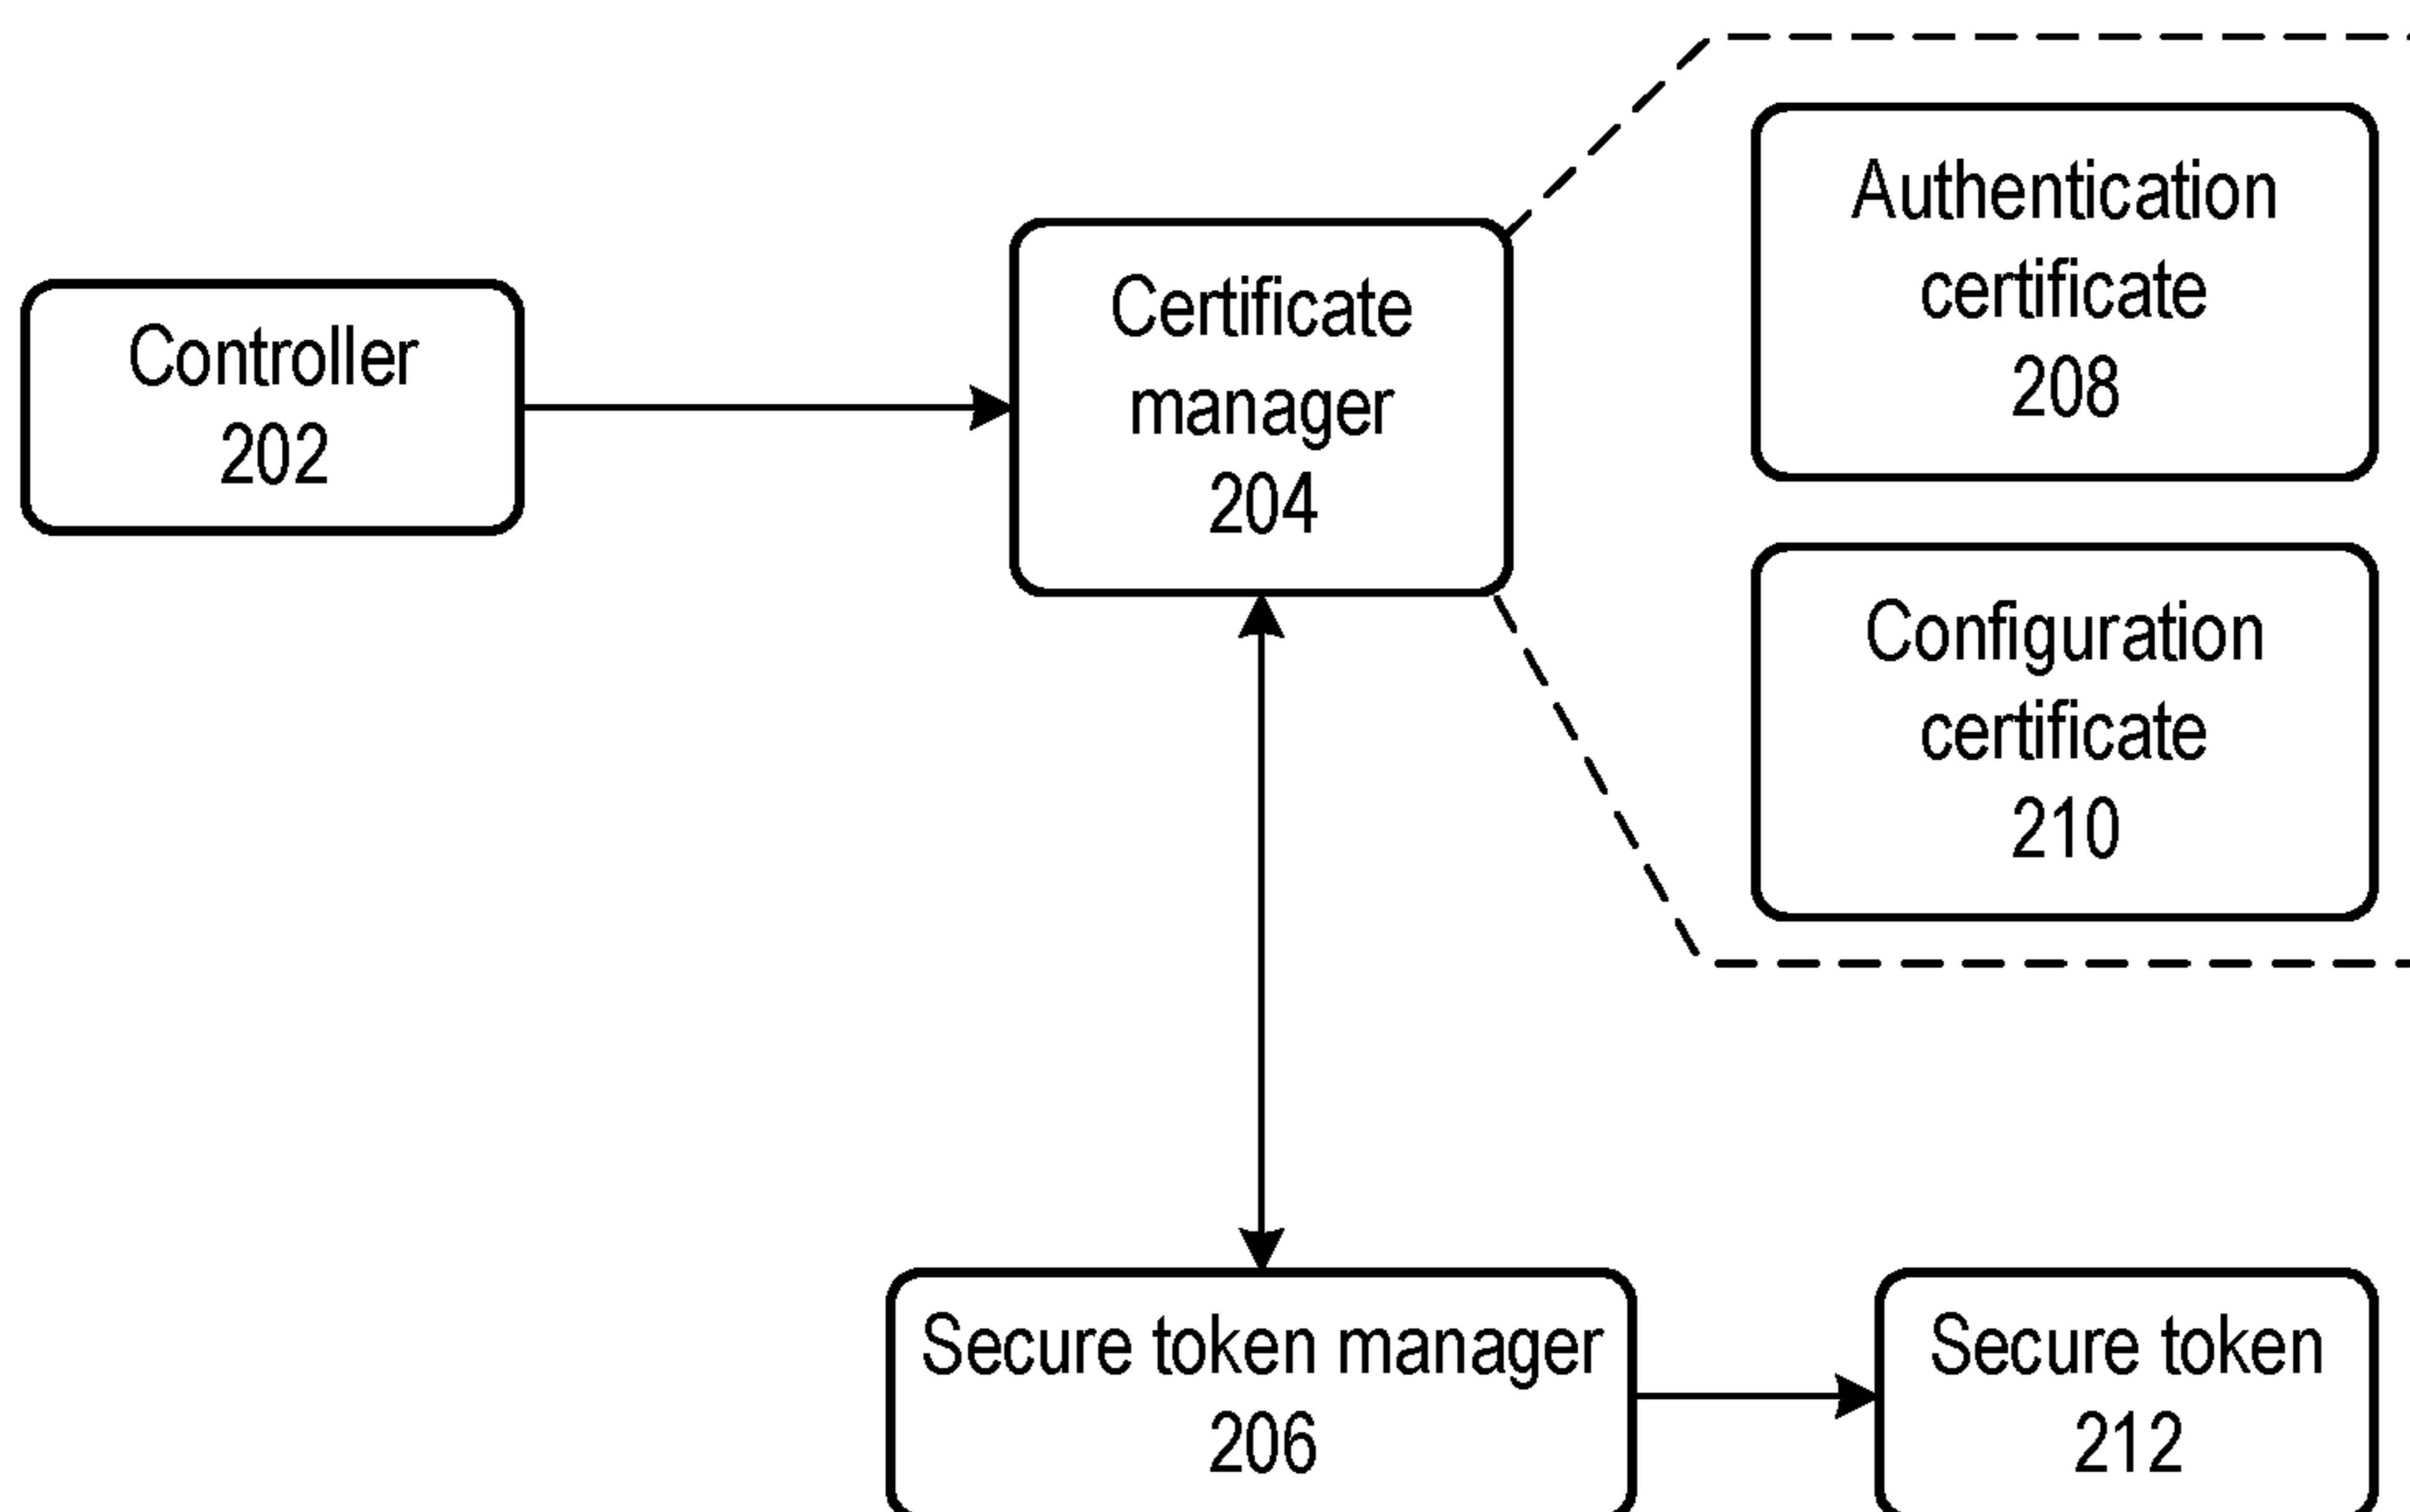 Controller
202
Certificate
manager
204
Authentication
certificate
208
Configuration
certificate
210
Secure token manager
206
Secure token
212